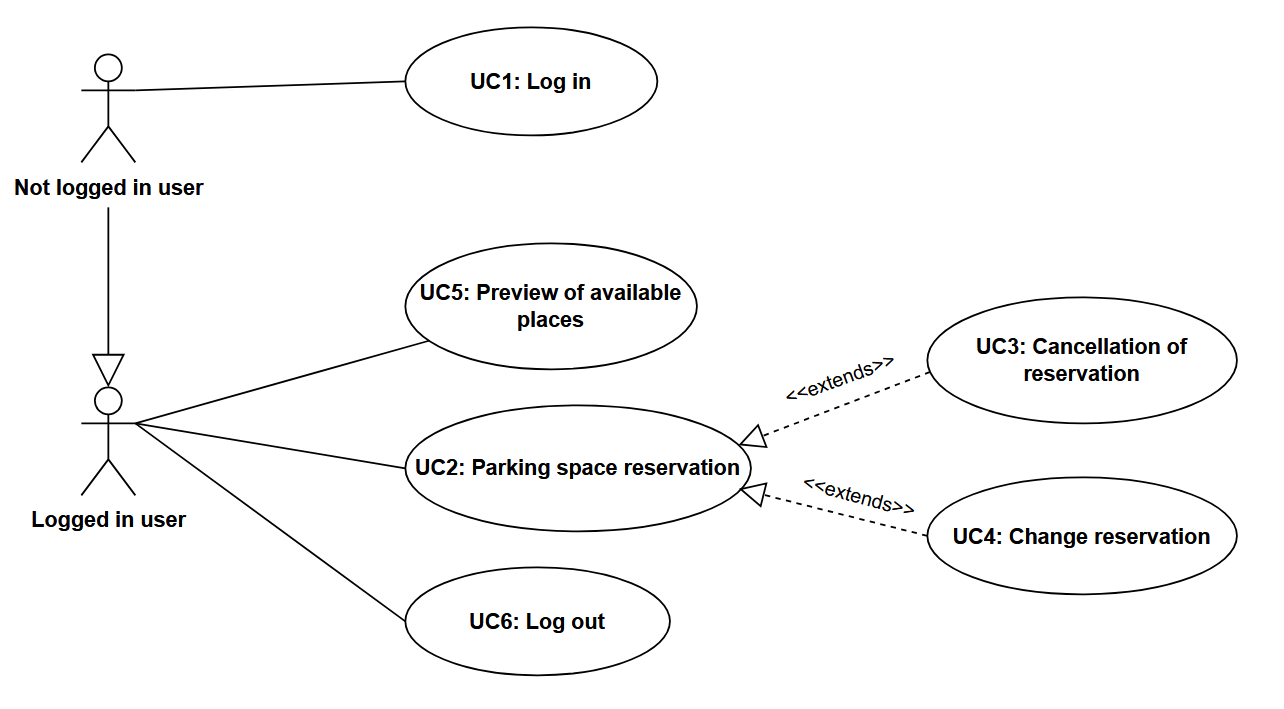 UC1: Log in
Not logged in user
UC5: Preview of available
places
UC3: Cancellation of
reservation
<<extends>>
UC2: Parking space reservation
<<extends>>
UC4: Change reservation
Logged in user
UC6: Log out